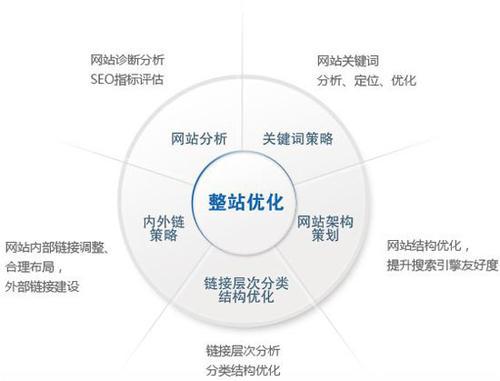 网站诊断分析
SEO指标评估
网站关键词
分析、定位、优化
网站分析
关键词策略
整站优化
内外链
策略
网站架构
策划
链接层次分类
结构优化
网站内部链接调整、
合理布局，
外部链接建设
网站结构优化，
提升搜索引擎友好度
链接层次分析
分类结构优化